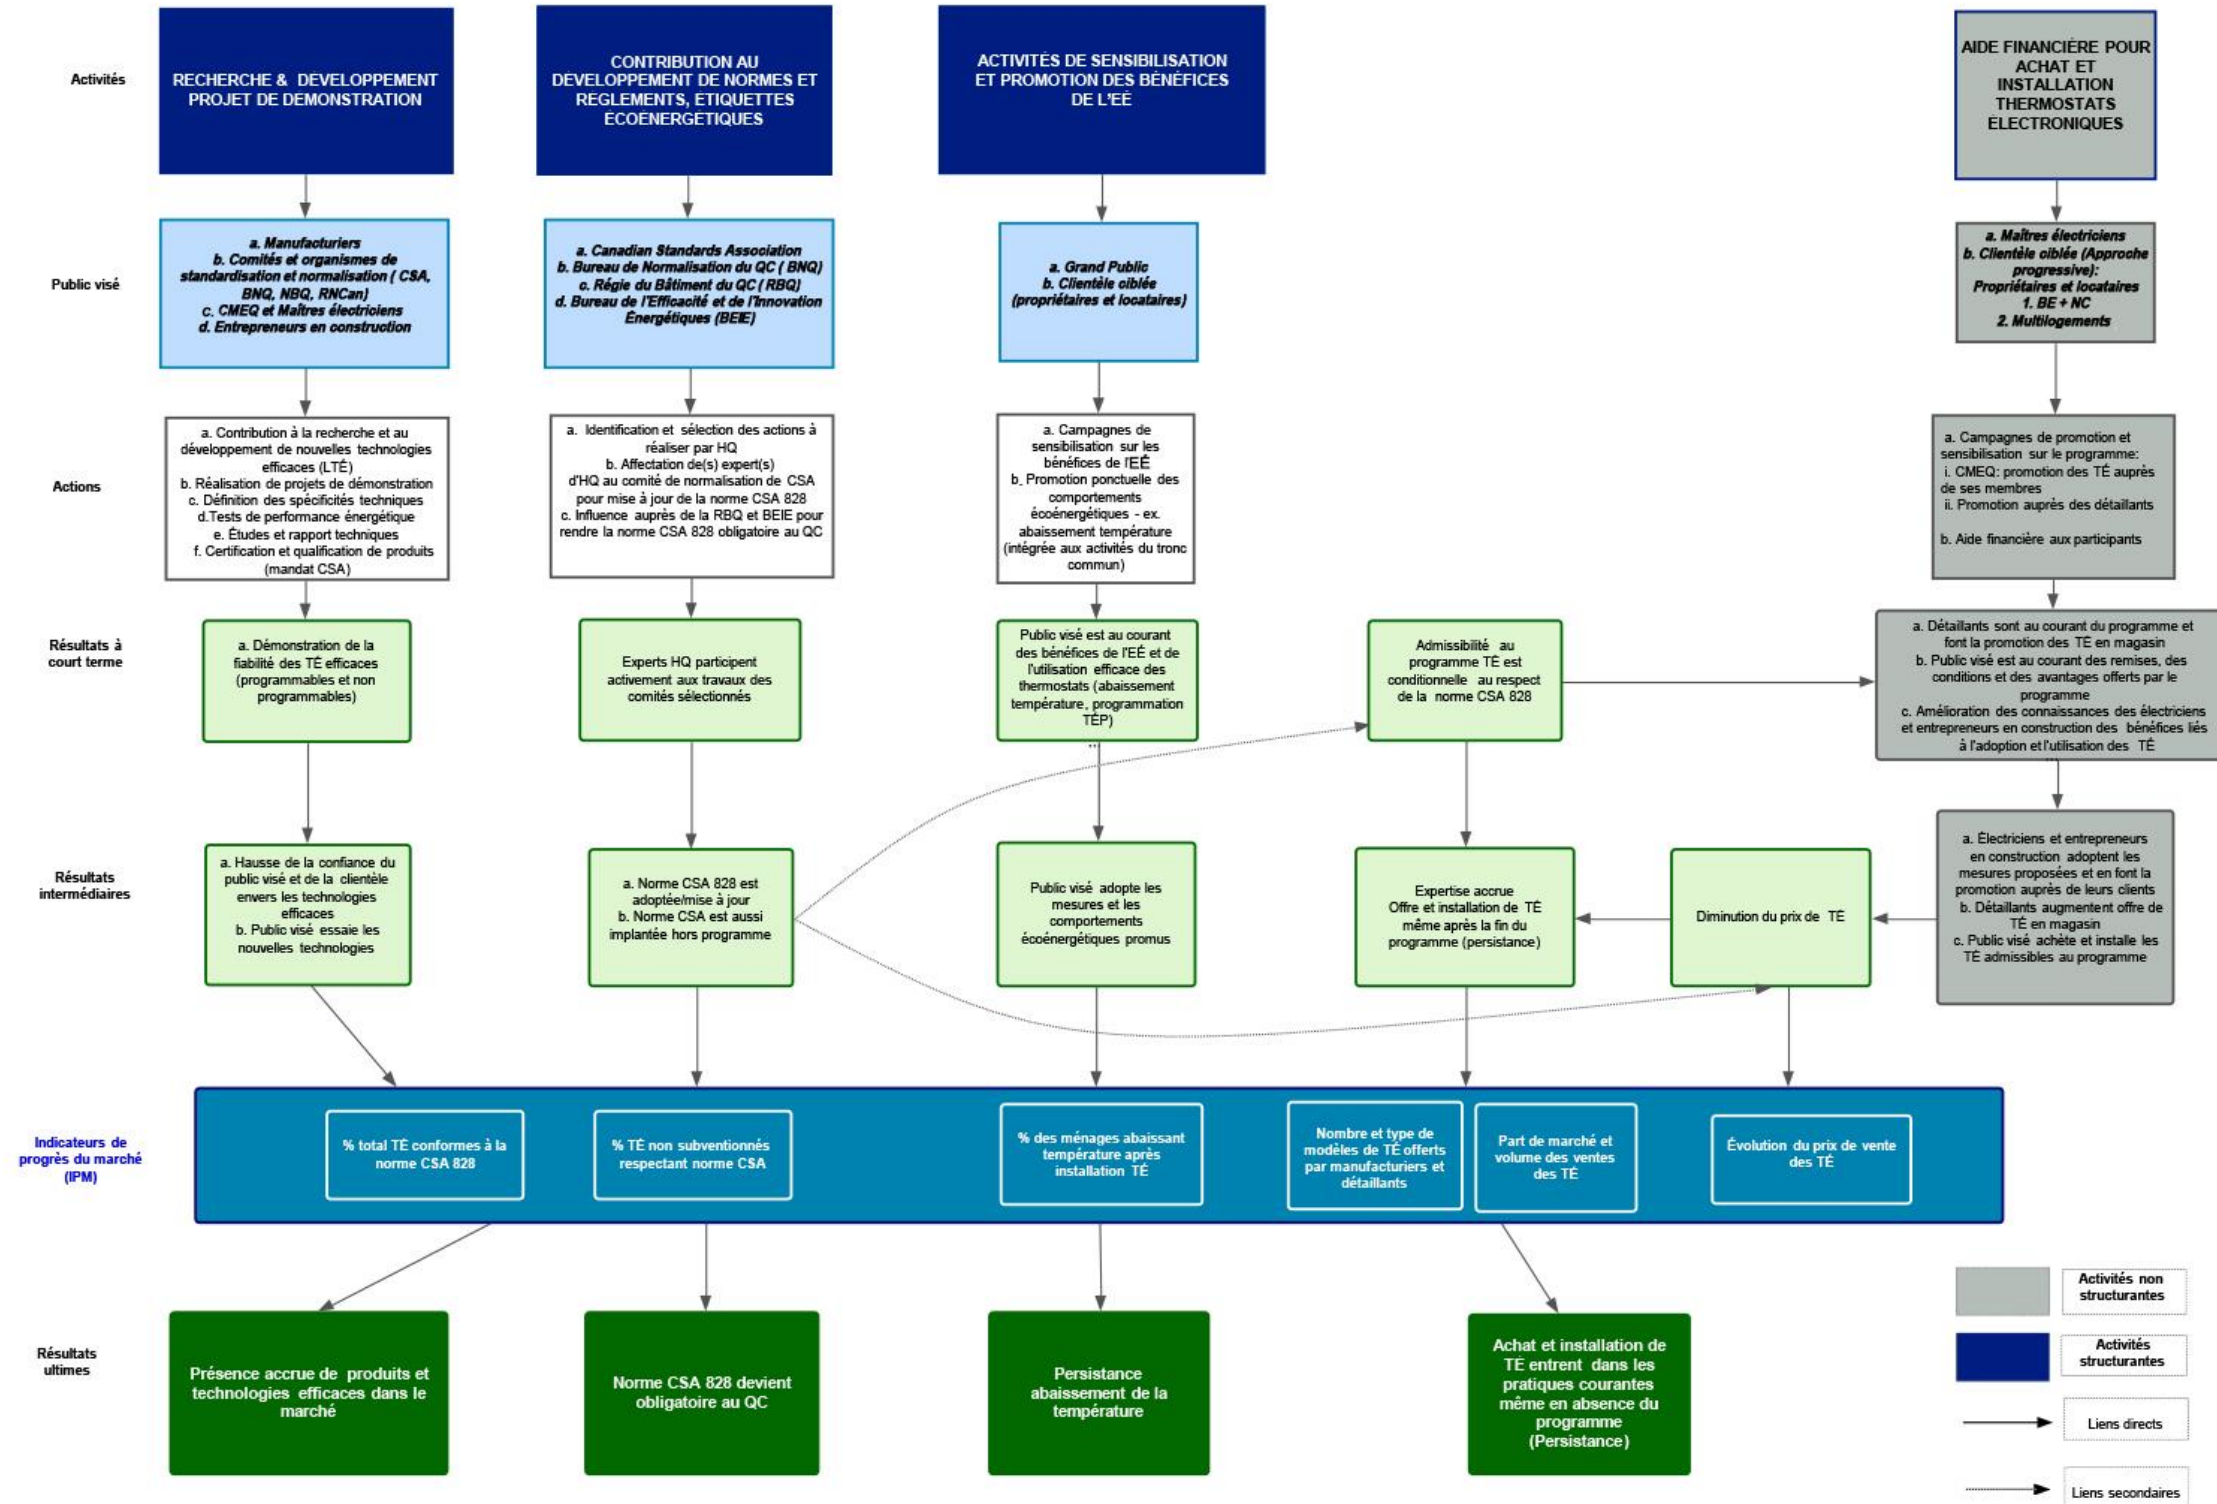 Activités
RECHERCHE & DÉVELOPPEMENT
PROJET DE DÉMONSTRATION
CONTRIBUTION AU
DÉVELOPPEMENT DE NORMES ET
RÈGLEMENTS, ÉTIQUETTES
ÉCOÉNERGÉTIQUES
ACTIVITÉS DE SENSIBILISATION
ET PROMOTION DES BÉNÉFICES
DE L'EÉ
AIDE FINANCIÈRE POUR
ACHAT ET
INSTALLATION
THERMOSTATS
ÉLECTRONIQUES
Public visé
a. Manufacturiers
b. Comités et organismes de
standardisation et normalisation ( CSA,
BNQ, NBQ, RNCan)
c. CMEQ et Maîtres électriciens
d. Entrepreneurs en construction
a. Canadian Standards Association
b. Bureau de Normalisation du QC ( BNQ)
c. Régie du Bâtiment du QC ( RBQ)
d. Bureau de l'Efficacité et de l'Innovation
Énergétiques (BEIE)
a. Grand Public
b. Clientèle ciblée
(propriétaires et locataires)
a. Maîtres électriciens
b. Clientèle ciblée (Approche
progressive):
Propriétaires et locataires
1. BE + NC
2. Multilogements
Actions
a. Contribution à la recherche et au
développement de nouvelles technologies
efficaces (LTÉ)
b. Réalisation de projets de démonstration
c. Définition des spécificités techniques
d.Tests de performance énergétique
e. Études et rapport techniques
f. Certification et qualification de produits
(mandat CSA)
a. Identification et sélection des actions à
réaliser par HQ
b. Affectation de(s) expert(s)
d'HQ au comité de normalisation de CSA
pour mise à jour de la norme CSA 828
c. Influence auprès de la RBQ et BEIE pour
rendre la norme CSA 828 obligatoire au QC
a. Campagnes de
sensibilisation sur les
bénéfices de l'EÉ
b. Promotion ponctuelle des
comportements
écoénergétiques - ex.
abaissement température
(intégrée aux activités du tronc
commun)
a. Campagnes de promotion et
sensibilisation sur le programme:
i. CMEQ: promotion des TÉ auprès
de ses membres
ii. Promotion auprès des détaillants
b. Aide financière aux participants
Résultats à
court terme
a. Démonstration de la
fiabilité des TÉ efficaces
(programmables et non
programmables)
Experts HQ participent
activement aux travaux des
comités sélectionnés
Public visé est au courant
des bénéfices de l'EÉ et de
l'utilisation efficace des
thermostats (abaissement
température, programmation
TÉP)
...
Admissibilité au
programme TÉ est
conditionnelle au respect
de la norme CSA 828
a. Détaillants sont au courant du programme et
font la promotion des TÉ en magasin
b. Public visé est au courant des remises, des
conditions et des avantages offerts par le
programme
c. Amélioration des connaissances des électriciens
et entrepreneurs en construction des bénéfices liés
à l'adoption et l'utilisation des TÉ
...
Résultats
intermédiaires
a. Hausse de la confiance du
public visé et de la clientèle
envers les technologies
efficaces
b. Public visé essaie les
nouvelles technologies
a. Norme CSA 828 est
adoptée/mise à jour
b. Norme CSA est aussi
implantée hors programme
Public visé adopte les
mesures et les
comportements
écoénergétiques promus
Expertise accrue
Offre et installation de TÉ
même après la fin du
programme (persistance)
Diminution du prix de TÉ
a. Électriciens et entrepreneurs
en construction adoptent les
mesures proposées et en font la
promotion auprès de leurs clients
b. Détaillants augmentent offre de
TÉ en magasin
c. Public visé achète et installe les
TÉ admissibles au programme
Indicateurs de
progrès du marché
(IPM)
% total TÉ conformes à la
norme CSA 828
% TÉ non subventionnés
respectant norme CSA
% des ménages abaissant
température après
installation TÉ
Nombre et type de
modèles de TÉ offerts
par manufacturiers et
détaillants
Part de marché et
volume des ventes
des TÉ
Évolution du prix de vente
des TÉ
Résultats
ultimes
Présence accrue de produits et
technologies efficaces dans le
marché
Norme CSA 828 devient
obligatoire au QC
Persistance
abaissement de la
température
Achat et installation de
TÉ entrent dans les
pratiques courantes
même en absence du
programme
(Persistance)
Activités non
structurantes
Activités
structurantes
Liens directs
Liens secondaires